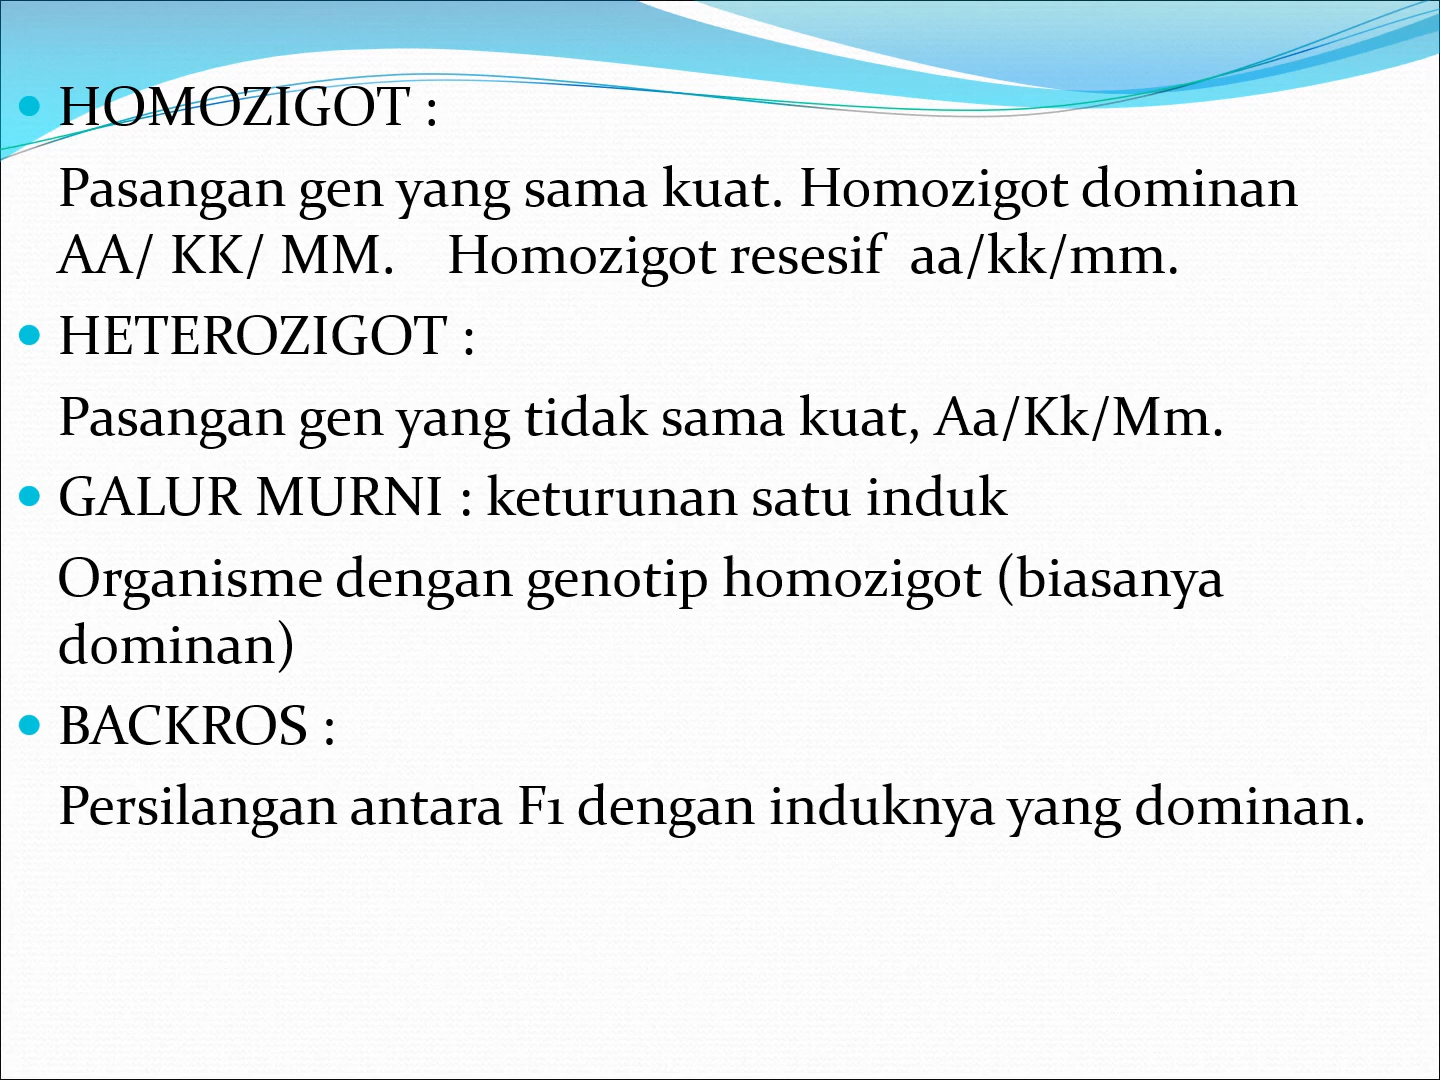 HOMOZIGOT :
Pasangan gen yang sama kuat. Homozigot dominan
AA/ KK/ MM. Homozigot resesif aa/kk/mm.
HETEROZIGOT :
Pasangan gen yang tidak sama kuat, Aa/Kk/Mm.
GALUR MURNI : keturunan satu induk
Organisme dengan genotip homozigot (biasanya
dominan)
BACKROS :
Persilangan antara F1 dengan induknya yang dominan.